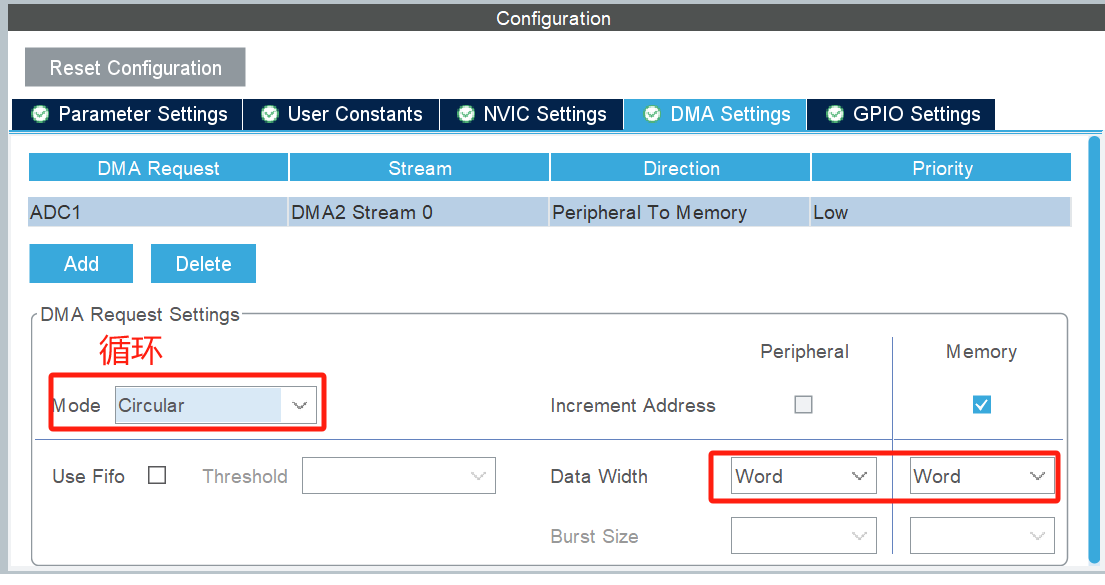 Configuration
Reset Configuration
Parameter Settings User Constants NVIC Settings DMA Settings GPIO Settings
DMA Request Stream Direction Priority
ADC1 DMA2 Stream 0 Peripheral To Memory Low
Add Delete
DMA Request Settings
循环
Peripheral Memory
Mode Circular Increment Address
Use Fifo Threshold Data Width Word Word
Burst Size